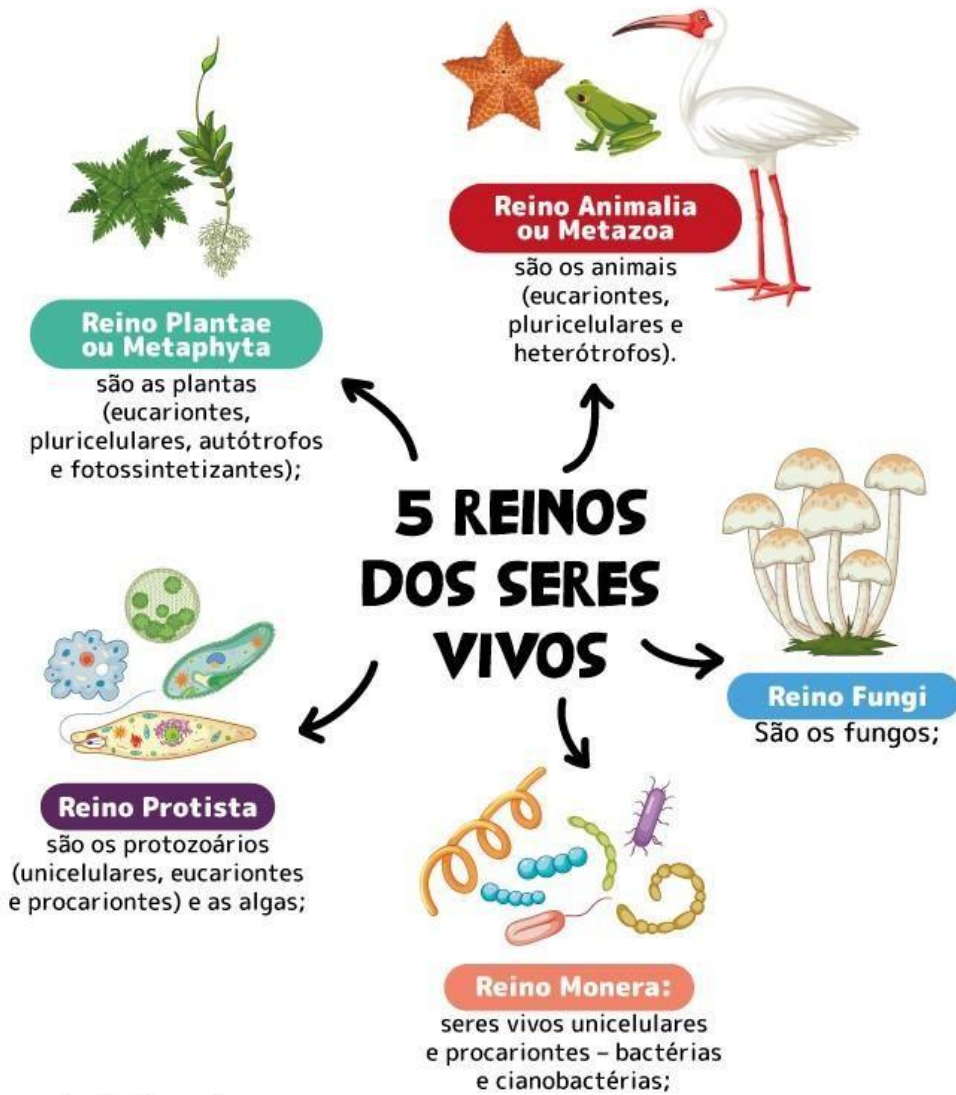 Reino Animalia
ou Metazoa
são os animais
(eucariontes,
pluricelulares e
heterótrofos).
Reino Plantae
ou Metaphyta
são as plantas
(eucariontes,
pluricelulares, autótrofos
e fotossintetizantes);
5 REINOS
DOS SERES
VIVOS
Reino Fungi
São os fungos;
Reino Protista
são os protozoários
(unicelulares, eucariontes
e procariontes) e as algas;
Reino Monera:
seres vivos unicelulares
e procariontes – bactérias
e cianobactérias;